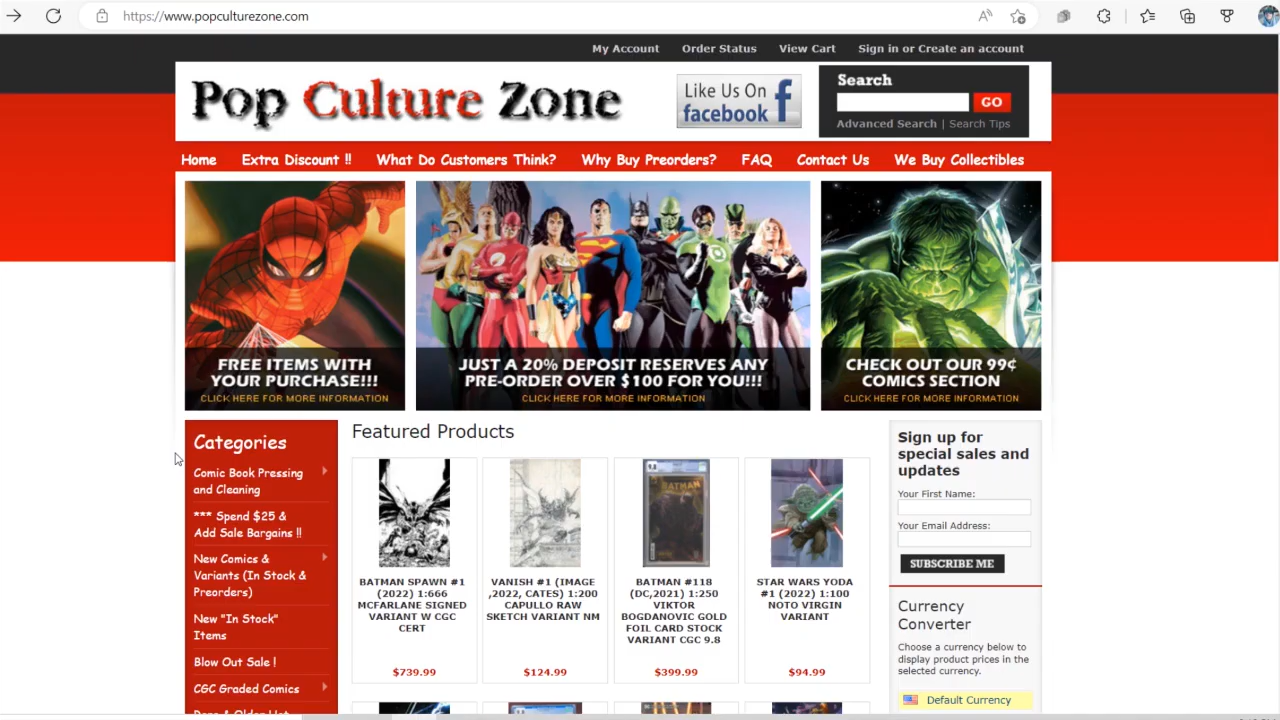 https://www.popculturezone.com
My Account Order Status View Cart Sign in or Create an account
Pop Culture Zone
Like Us On
facebook
Search
GO
Advanced Search | Search Tips
Home Extra Discount !! What Do Customers Think? Why Buy Preorders? FAQ Contact Us We Buy Collectibles
FREE ITEMS WITH
YOUR PURCHASE!!!
CLICK HERE FOR MORE INFORMATION
JUST A 20% DEPOSIT RESERVES ANY
PRE-ORDER OVER $100 FOR YOU!!!
CLICK HERE FOR MORE INFORMATION
CHECK OUT OUR 99¢
COMICS SECTION
CLICK HERE FOR MORE INFORMATION
Categories
Comic Book Pressing
and Cleaning
*** Spend $25 &
Add Sale Bargains !!
New Comics &
Variants (In Stock &
Preorders)
New "In Stock"
Items
Blow Out Sale !
CGC Graded Comics
Featured Products
BATMAN SPAWN #1
(2022) 1:666
MCFARLANE SIGNED
VARIANT W CGC
CERT
$739.99
VANISH #1 (IMAGE
,2022, CATES) 1:200
CAPULLO RAW
SKETCH VARIANT NM
$124.99
BATMAN #118
(DC,2021) 1:250
VIKTOR
BOGDANOVIC GOLD
FOIL CARD STOCK
VARIANT CGC 9.8
$399.99
STAR WARS YODA
#1 (2022) 1:100
NOTO VIRGIN
VARIANT
$94.99
Sign up for
special sales and
updates
Your First Name:
Your Email Address:
SUBSCRIBE ME
Currency
Converter
Choose a currency below to
display product prices in the
selected currency.
Default Currency